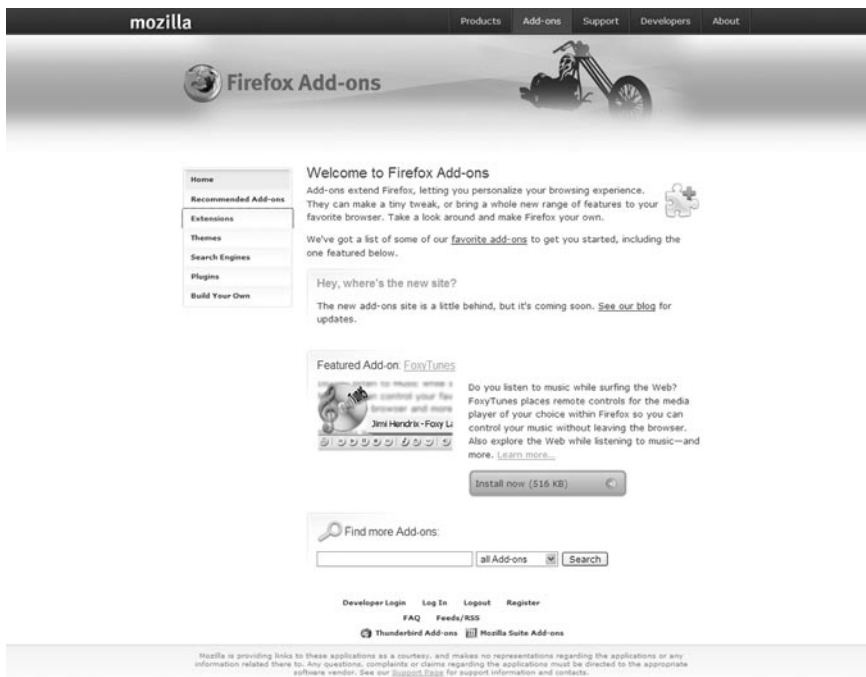 mozilla
Products Add-ons Support Developers About
Firefox Add-ons
Home
Recommended Add-ons
Extensions
Themes
Search Engines
Plugins
Build Your Own
Welcome to Firefox Add-ons
Add-ons extend Firefox, letting you personalize your browsing experience.
They can make a tiny tweak, or bring a whole new range of features to your
favorite browser. Take a look around and make Firefox your own.
We've got a list of some of our favorite add-ons to get you started, including the
one featured below.
Hey, where's the new site?
The new add-ons site is a little behind, but it's coming soon. See our blog for
updates.
Featured Add-on: FoxyTunes
listen to music while s
control your fav
browser and more
Jimi Hendrix - Foxy La
Do you listen to music while surfing the Web?
FoxyTunes places remote controls for the media
player of your choice within Firefox so you can
control your music without leaving the browser.
Also explore the Web while listening to music—and
more. Learn more...
Install now (516 KB)
Find more Add-ons:
all Add-ons Search
Developer Login Log In Logout Register
FAQ Feeds/RSS
Thunderbird Add-ons Mozilla Suite Add-ons
Mozilla is providing links to these applications as a courtesy, and makes no representations regarding the applications or any
information related there to. Any questions, complaints or claims regarding the applications must be directed to the appropriate
software vendor. See our Support Page for support information and contacts.